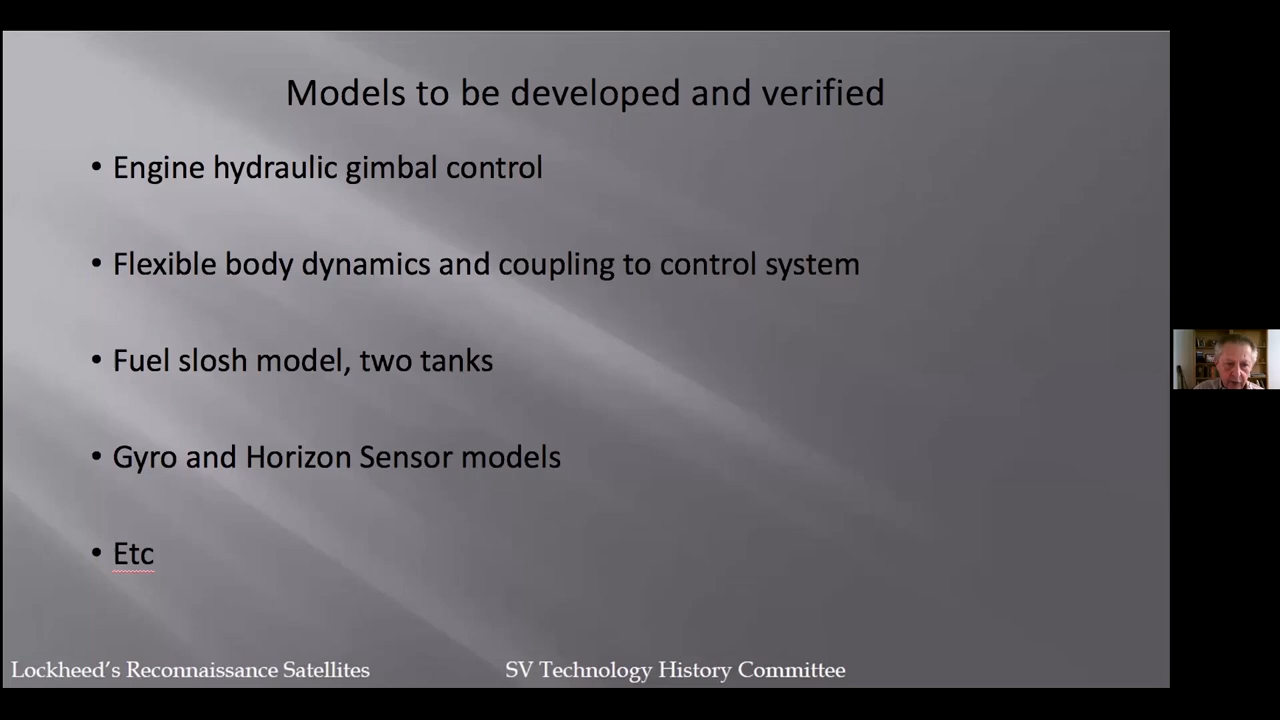 Models to be developed and verified
• Engine hydraulic gimbal control
• Flexible body dynamics and coupling to control system
• Fuel slosh model, two tanks
• Gyro and Horizon Sensor models
• Etc
Lockheed’s Reconnaissance Satellites
SV Technology History Committee